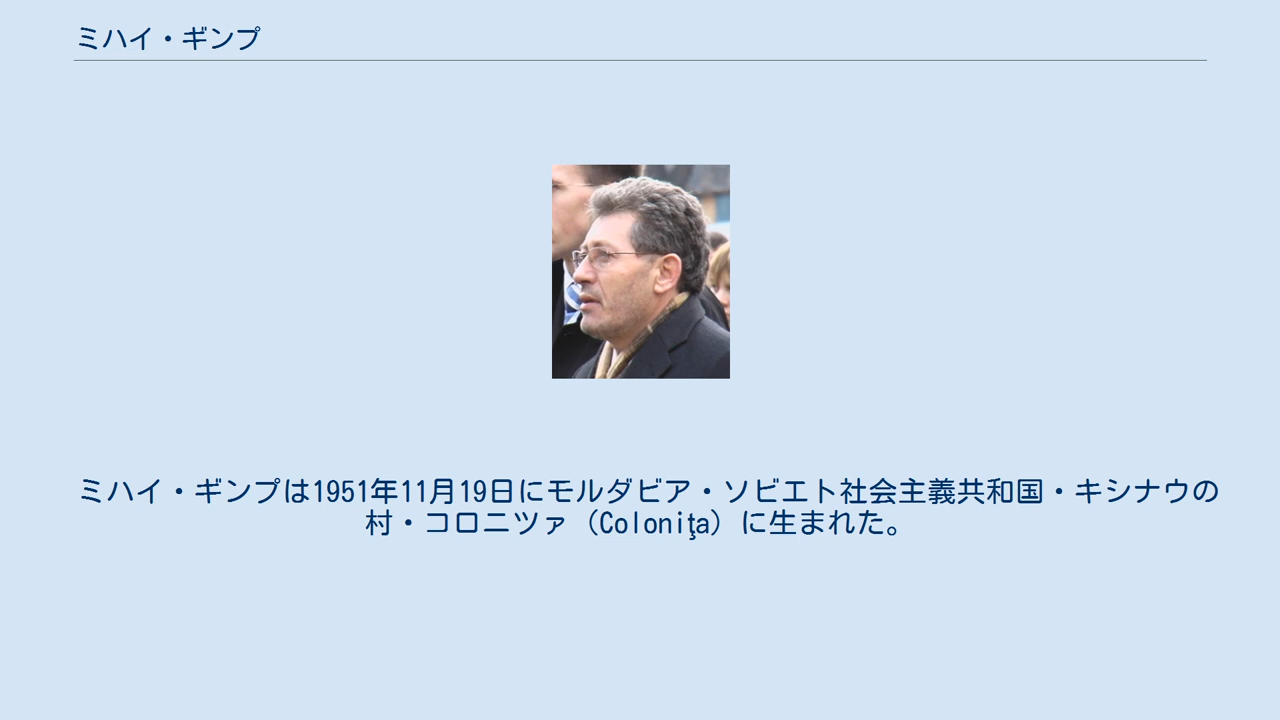 ミハイ・ギンプ
ミハイ・ギンプは1951年11月19日にモルダビア・ソビエト社会主義共和国・キシナウの
村・コロニツァ（Coloniţa）に生まれた。